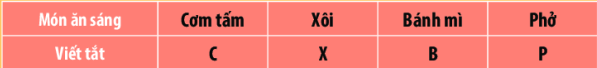 Món ăn sáng Cơm tấm Xôi Bánh mì Phở
Viết tắt C X B P